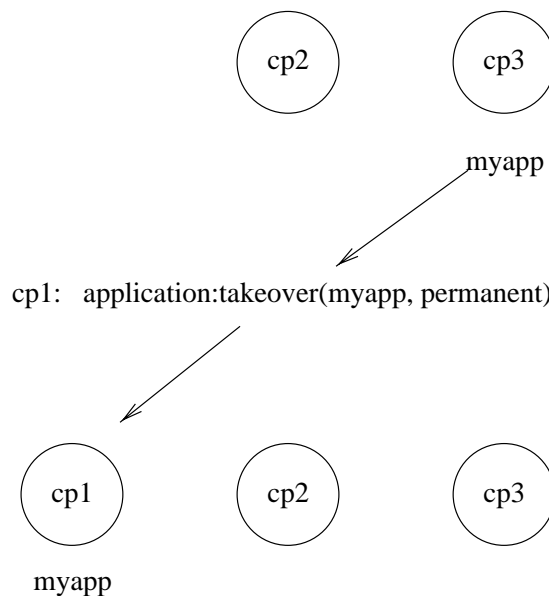 cp2 cp3
myapp
cp1: application:takeover(myapp, permanent)
cp1 cp2 cp3
myapp